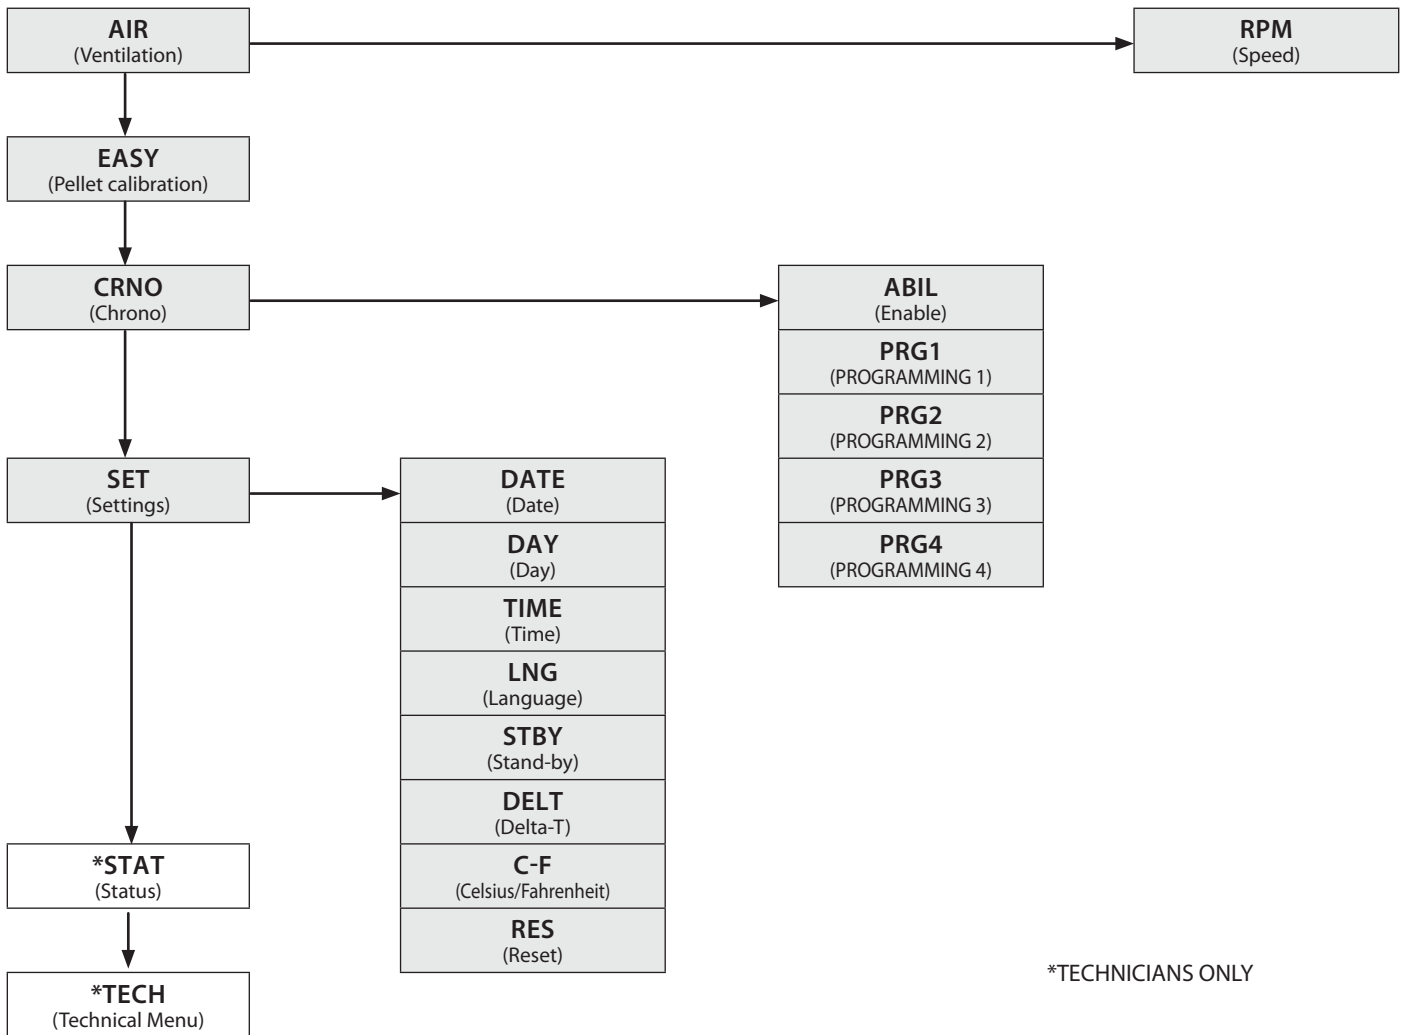 AIR
(Ventilation)
RPM
(Speed)
EASY
(Pellet calibration)
CRNO
(Chrono)
ABIL
(Enable)
PRG1
(PROGRAMMING 1)
PRG2
(PROGRAMMING 2)
PRG3
(PROGRAMMING 3)
PRG4
(PROGRAMMING 4)
SET
(Settings)
DATE
(Date)
DAY
(Day)
TIME
(Time)
LNG
(Language)
STBY
(Stand-by)
DELT
(Delta-T)
C-F
(Celsius/Fahrenheit)
RES
(Reset)
*STAT
(Status)
*TECH
(Technical Menu)
*TECHNICIANS ONLY